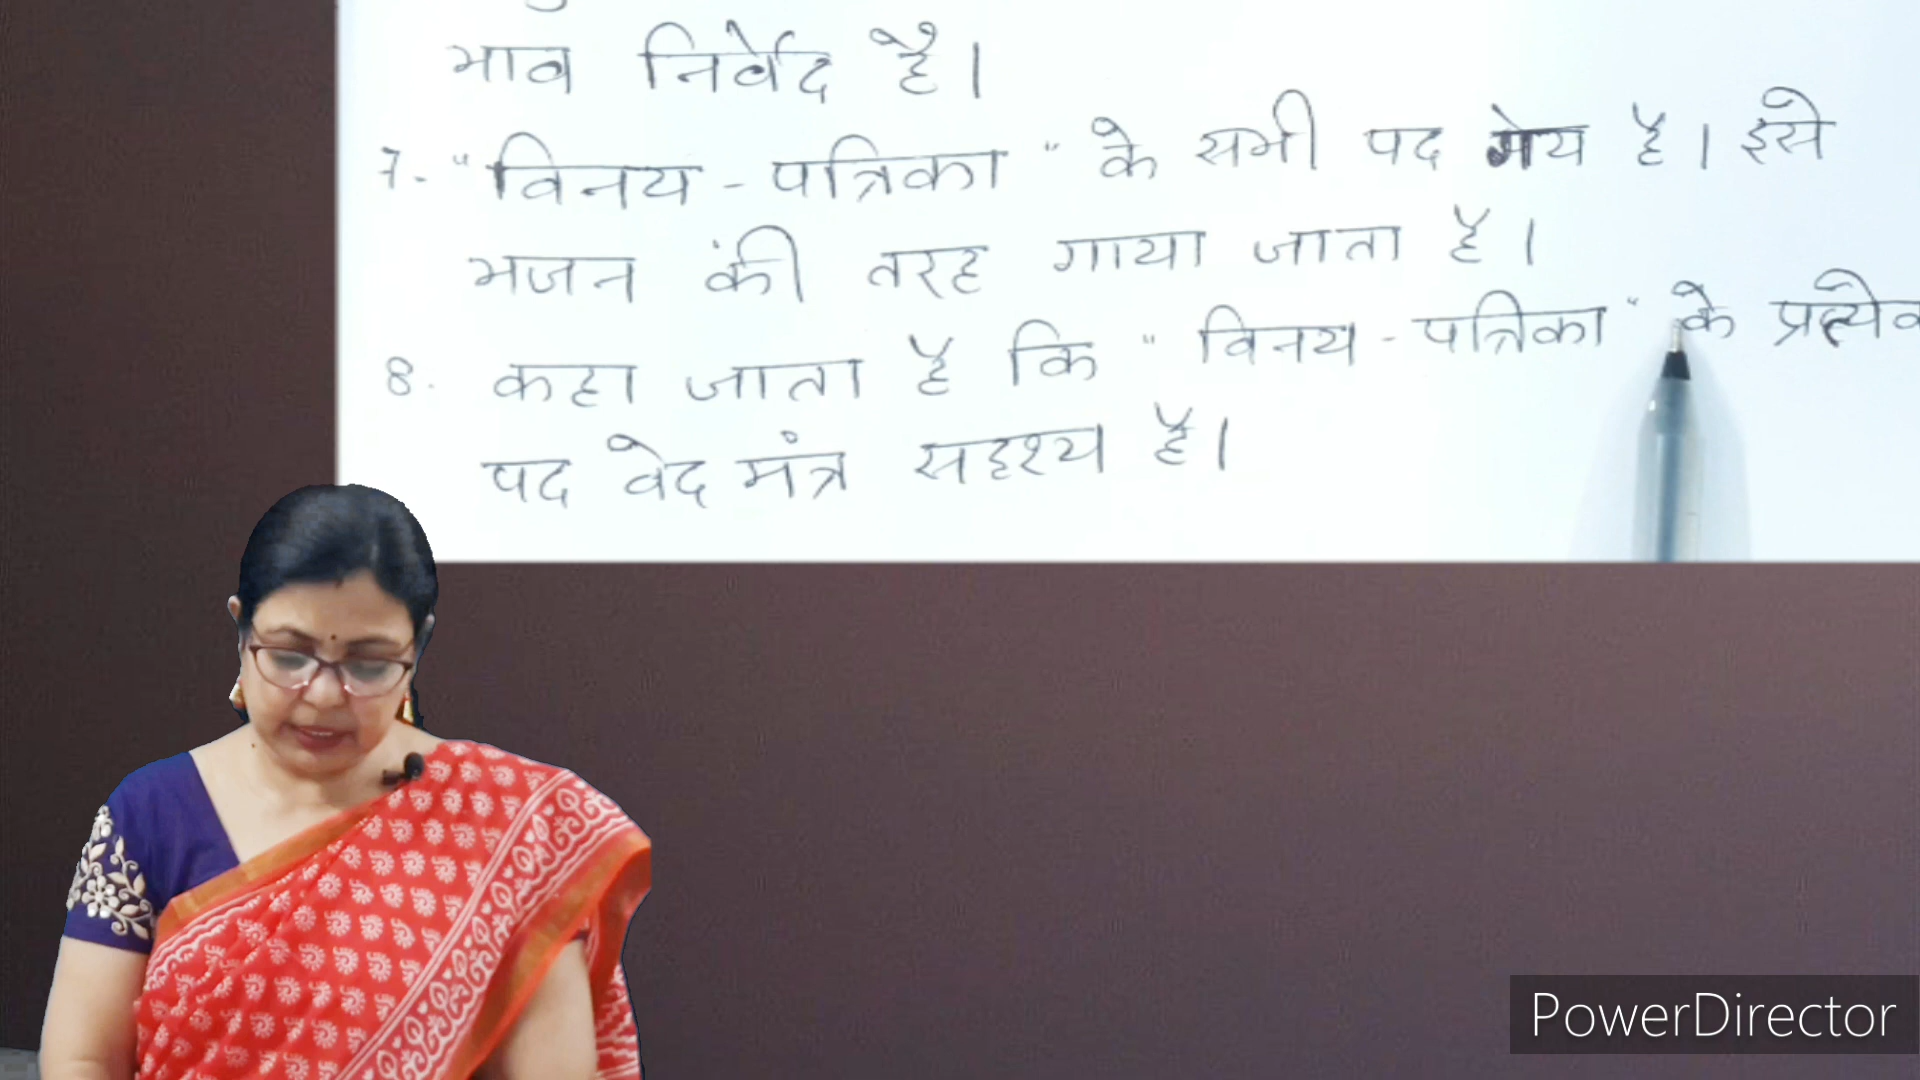 भाव निर्वेद है।
7. "विनय-पत्रिका" के सभी पद गेय है। इसे
भजन की तरह गाया जाता है।
8. कहा जाता है कि "विनय-पत्रिका" के प्रत्येक
पद वेद मंत्र सदृश्य है।
PowerDirector